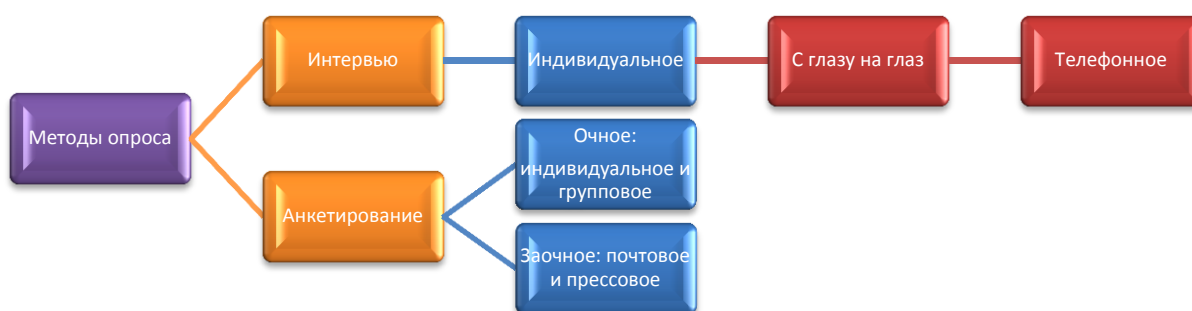 Методы опроса
Интервью
Индивидуальное
С глазу на глаз
Телефонное
Анкетирование
Очное:
индивидуальное и
групповое
Заочное: почтовое
и прессовое